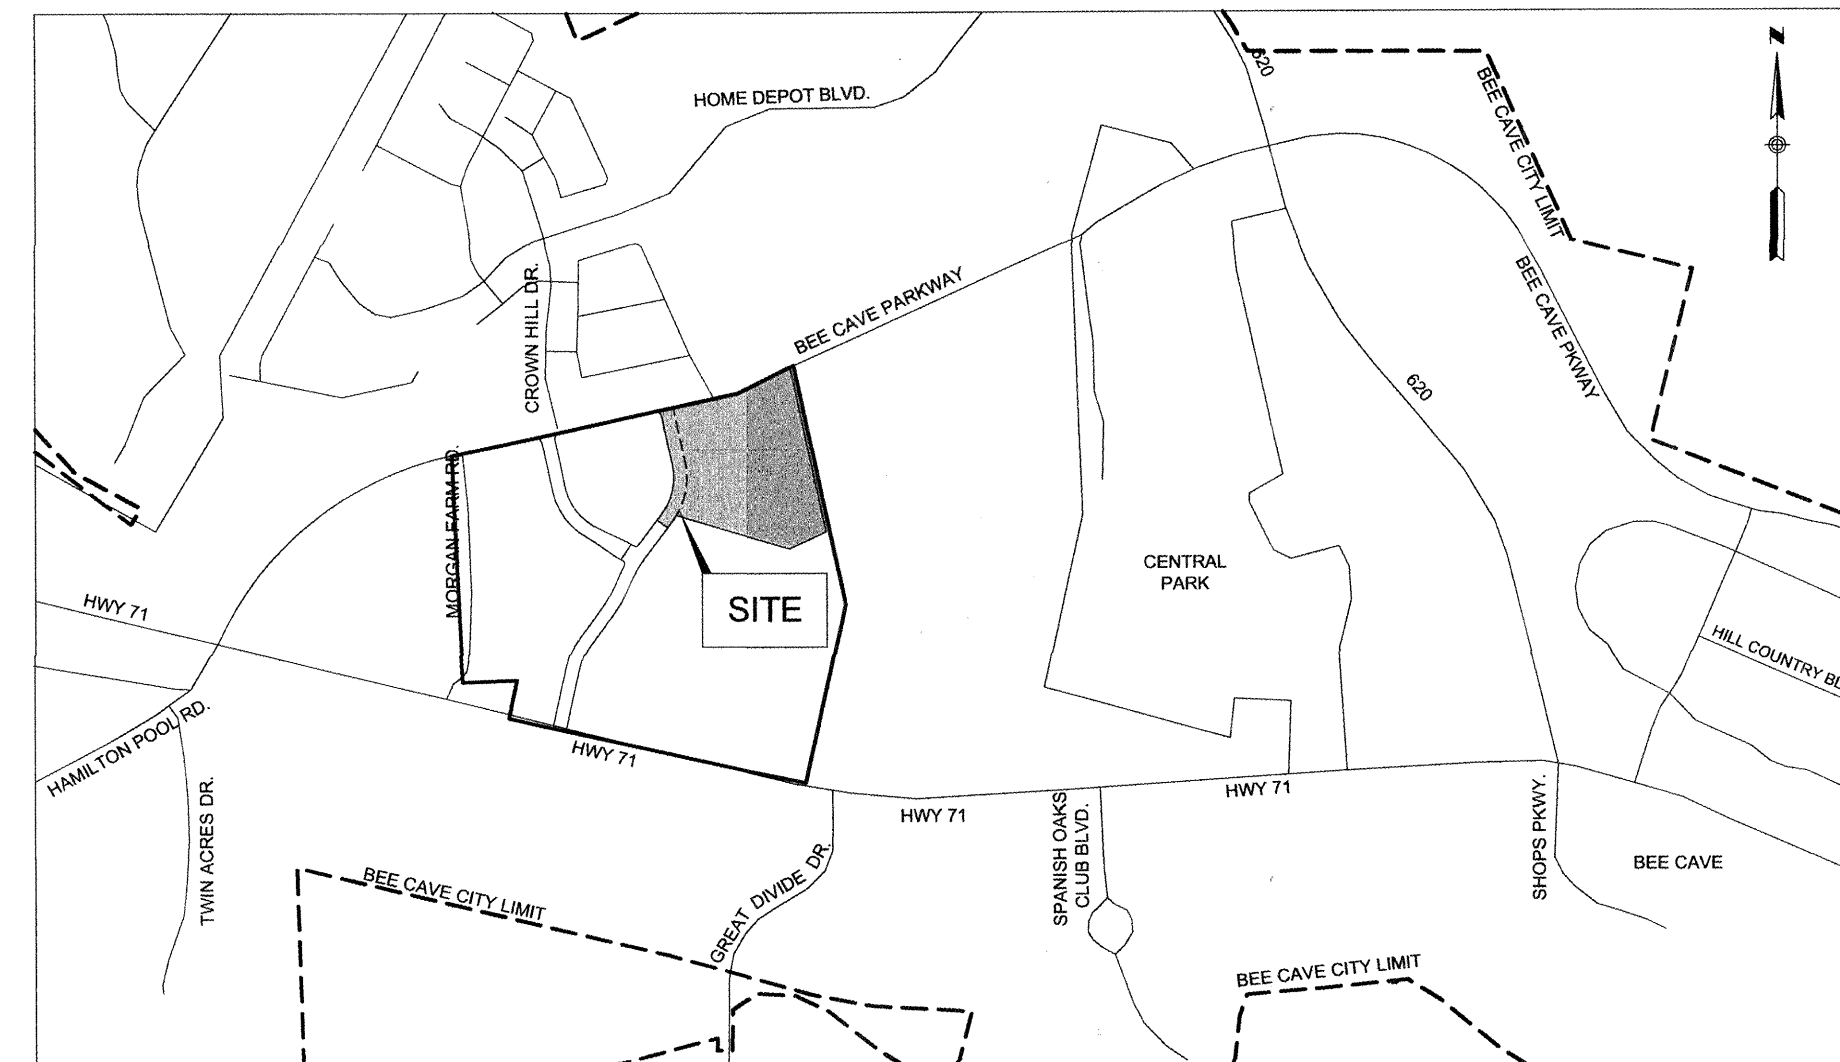 N
620
HOME DEPOT BLVD.
BEE CAVE CITY LIMIT
CROWN HILL DR.
BEE CAVE PARKWAY
BEE CAVE PKWAY
620
MORGAN FARM RD.
CENTRAL
PARK
HWY 71
SITE
HILL COUNTRY BL
HAMILTON POOL RD.
HWY 71
HWY 71
HWY 71
TWIN ACRES DR.
SPANISH OAKS
CLUB BLVD.
SHOPS PKWY.
BEE CAVE
BEE CAVE CITY LIMIT
GREAT DIVIDE DR.
BEE CAVE CITY LIMIT